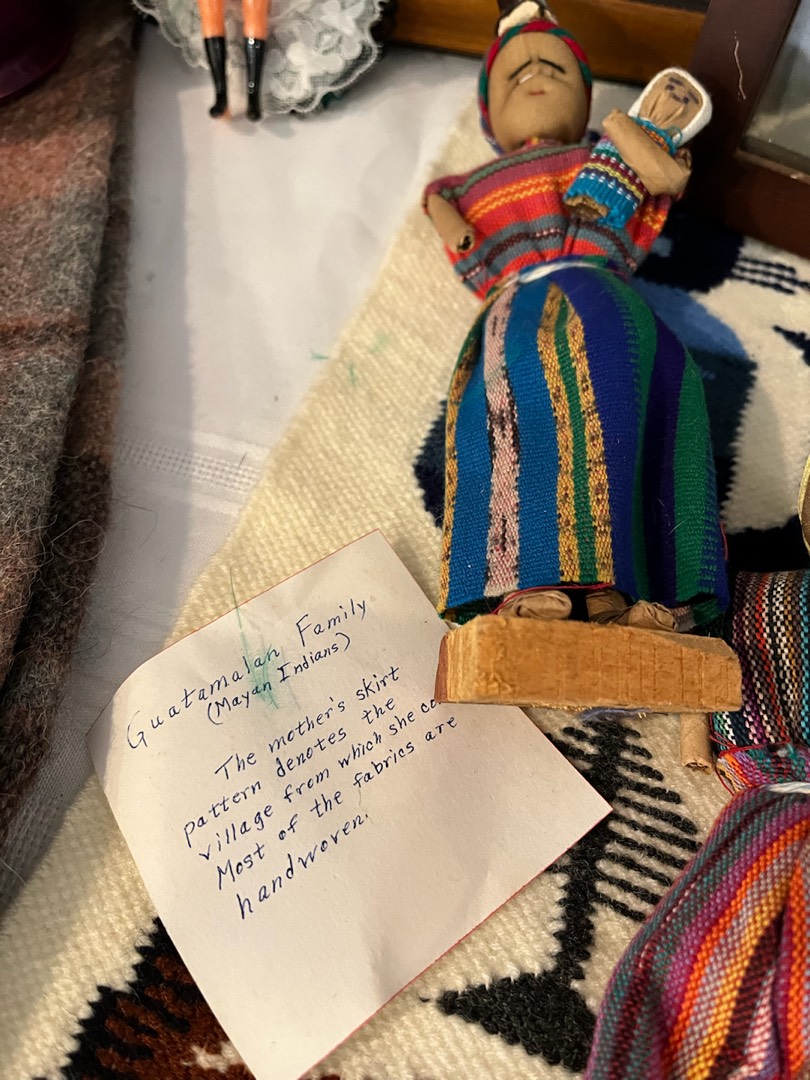 Guatamalan Family
(Mayan Indians)
The mother's skirt
pattern denotes the
village from which she
Most of the fabrics are
handwoven.